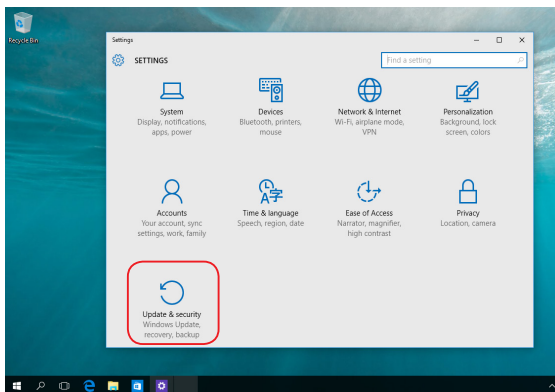 Recycle Bin
Settings
SETTINGS
Find a setting
System
Display, notifications,
apps, power
Devices
Bluetooth, printers,
mouse
Network & Internet
Wi-Fi, airplane mode,
VPN
Personalization
Background, lock
screen, colors
Accounts
Your account, sync
settings, work, family
Time & language
Speech, region, date
Ease of Access
Narrator, magnifier,
high contrast
Privacy
Location, camera
Update & security
Windows Update,
recovery, backup